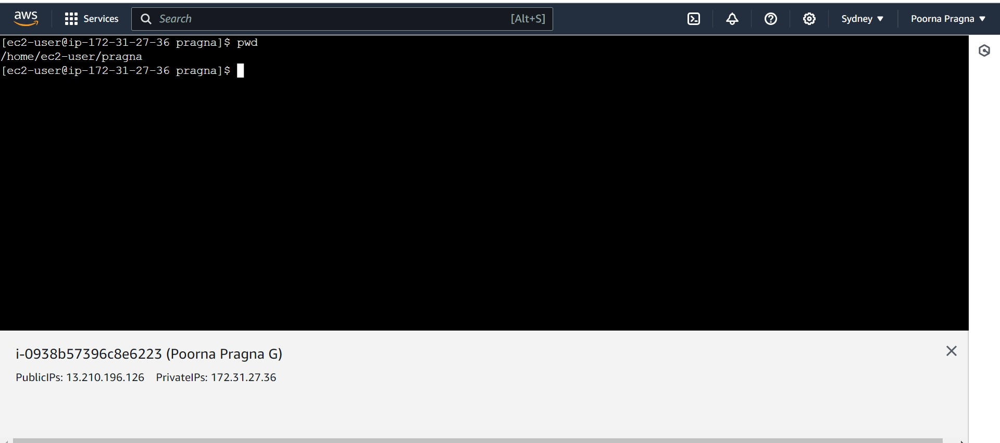 aws Services Search [Alt+S] Sydney ▼ Poorna Pragna ▼
[ec2-user@ip-172-31-27-36 pragna]$ pwd
/home/ec2-user/pragna
[ec2-user@ip-172-31-27-36 pragna]$
i-0938b57396c8e6223 (Poorna Pragna G)
PublicIPs: 13.210.196.126 PrivateIPs: 172.31.27.36